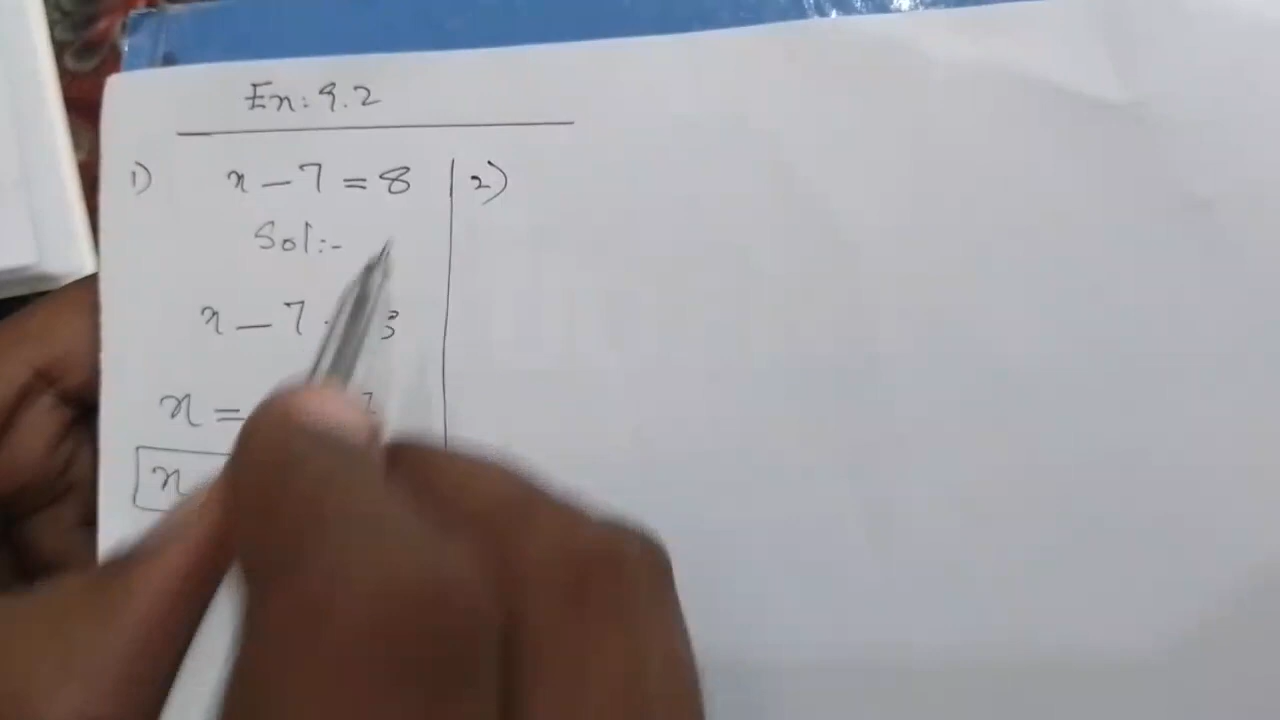 Ex: 9.2
1) x - 7 = 8
Sol:-
x - 7
x =
x
2)